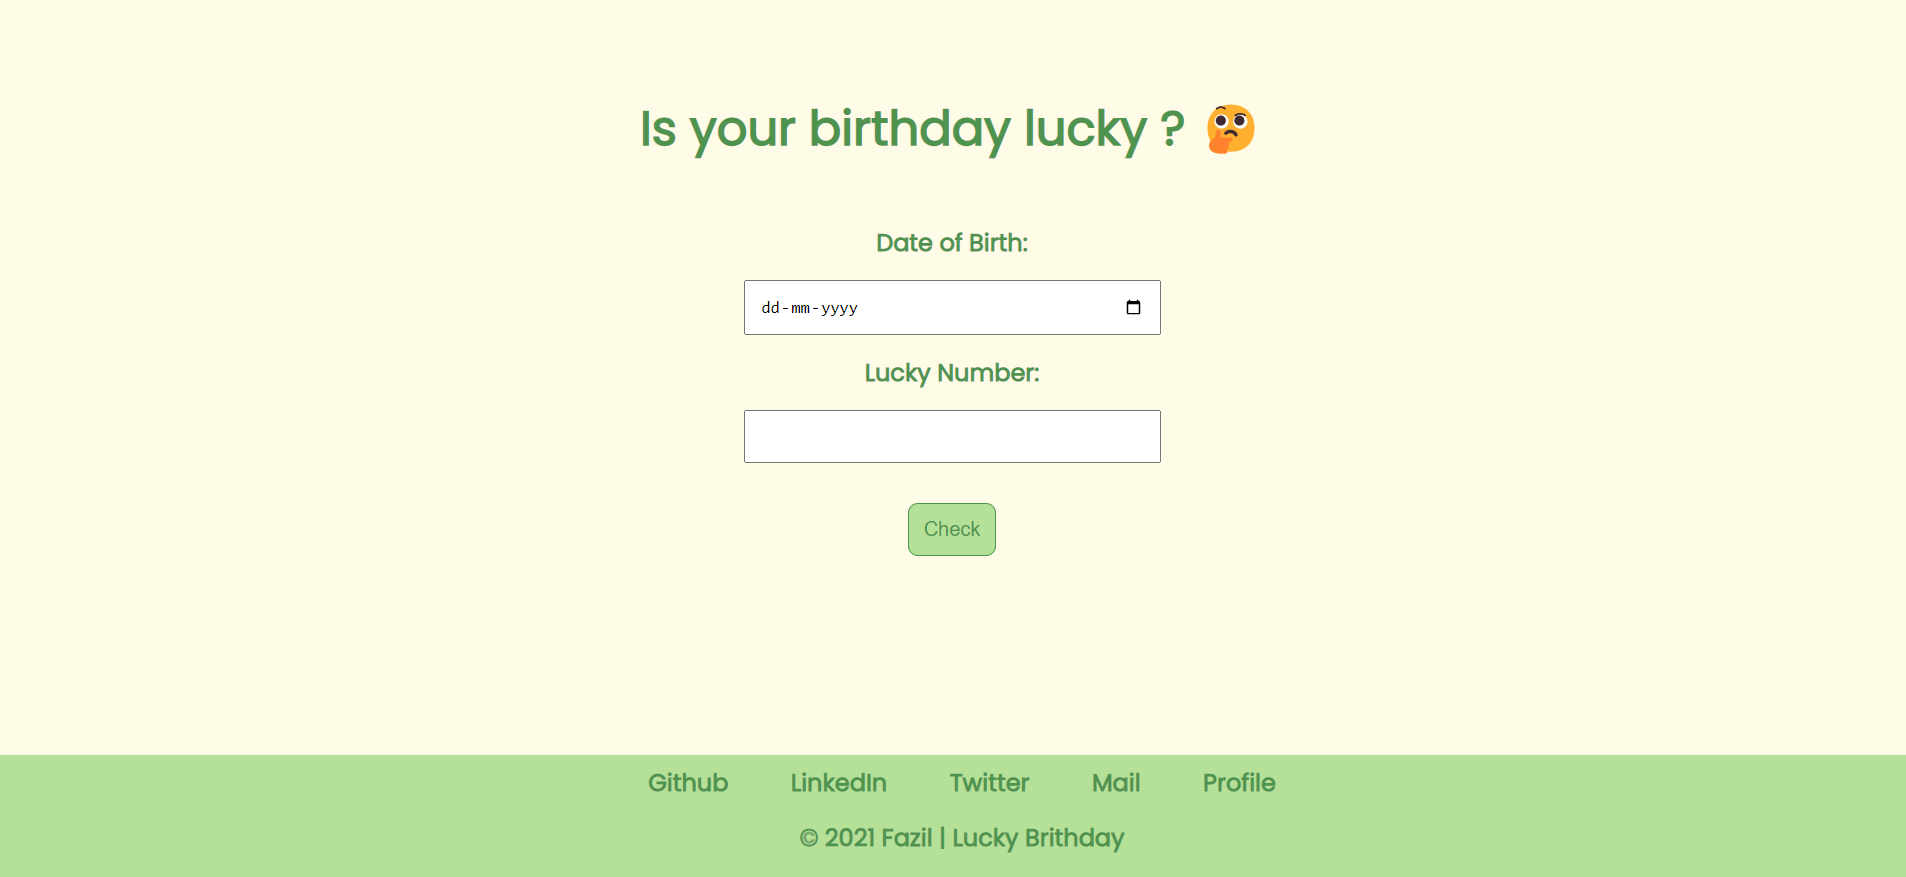 Is your birthday lucky ? 🤔
Date of Birth:
dd-mm-yyyy
Lucky Number:
Check
Github LinkedIn Twitter Mail Profile
© 2021 Fazil | Lucky Brithday